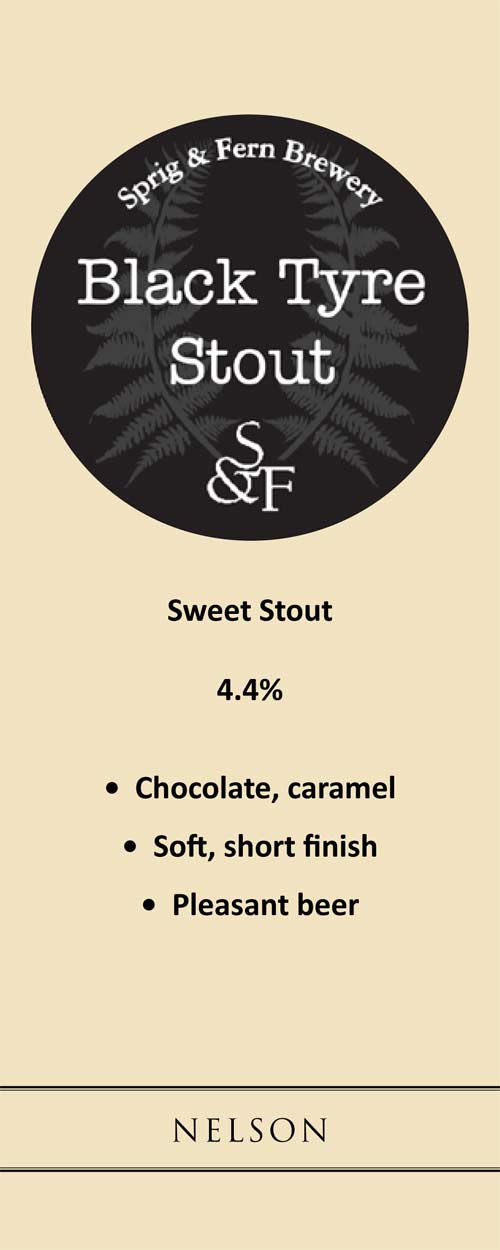 Sprig & Fern Brewery
Black Tyre
Stout
S
&F
Sweet Stout
4.4%
• Chocolate, caramel
• Soft, short finish
• Pleasant beer
NELSON